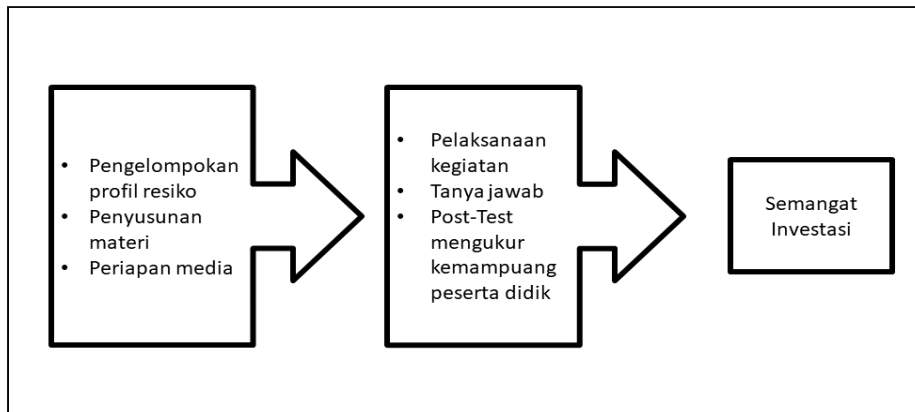 • Pengelompokan
profil resiko
• Penyusunan
materi
• Periapan media
• Pelaksanaan
kegiatan
• Tanya jawab
• Post-Test
mengukur
kemampuang
peserta didik
Semangat
Investasi